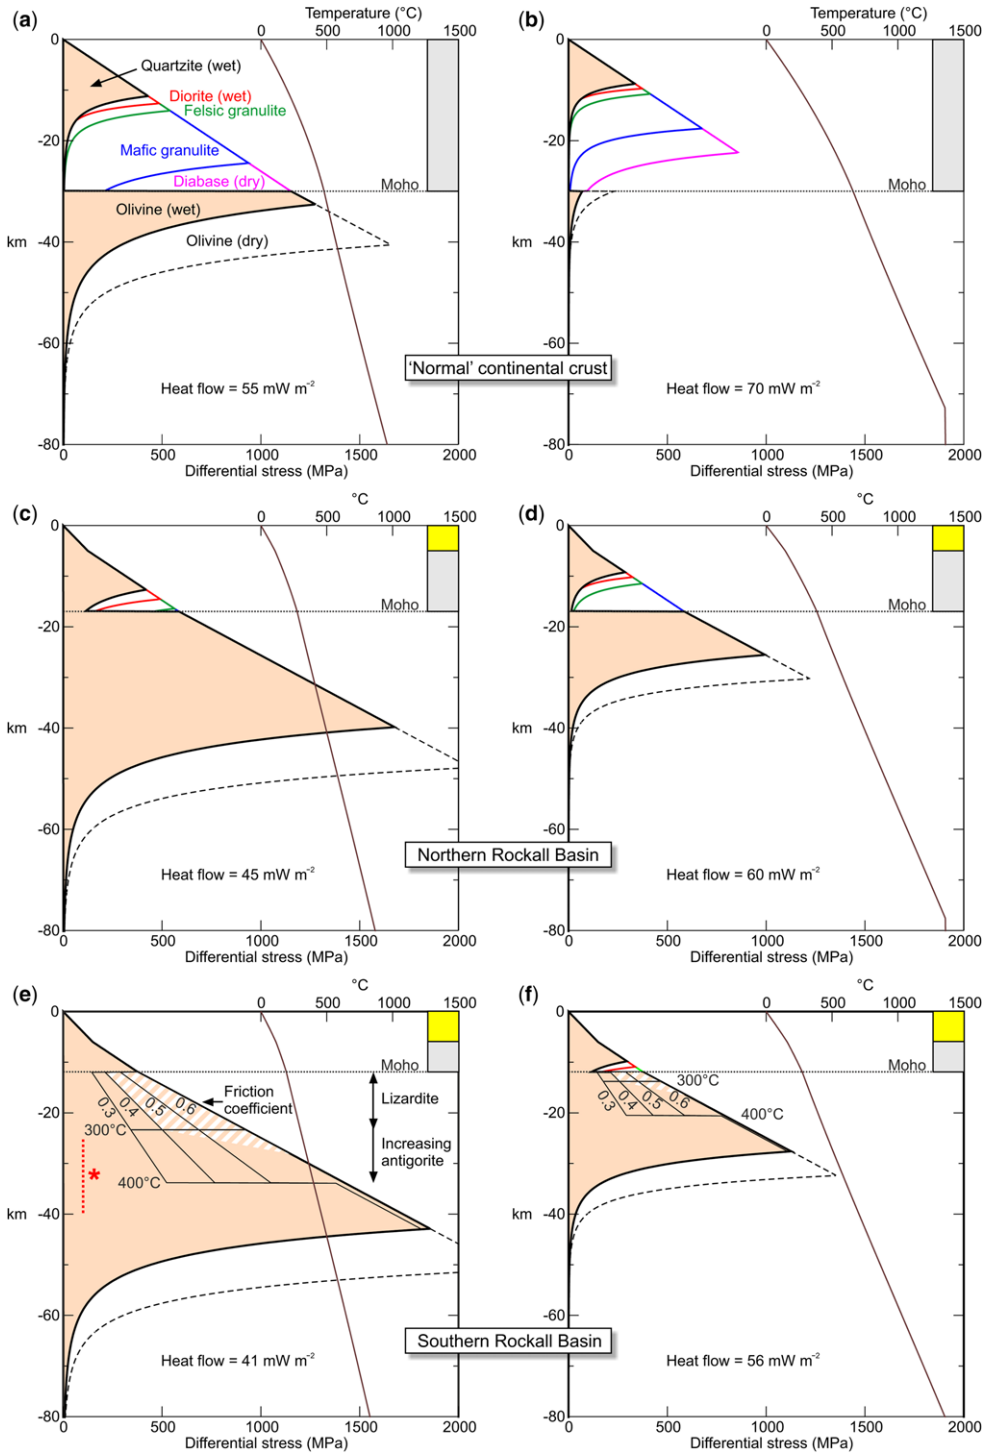 (a)
Temperature (°C)
0 500 1000 1500
0
Quartzite (wet)
Diorite (wet)
Felsic granulite
-20
Mafic granulite
Diabase (dry)
Moho
Olivine (wet)
km
-40
Olivine (dry)
-60
Heat flow = 55 mW m⁻²
-80
0 500 1000 1500 2000
Differential stress (MPa)
(b)
Temperature (°C)
0 500 1000 1500
0
-20
Moho
km
-40
-60
Heat flow = 70 mW m⁻²
-80
0 500 1000 1500 2000
Differential stress (MPa)
'Normal' continental crust
(c)
°C
0 500 1000 1500
0
Moho
-20
km
-40
-60
Heat flow = 45 mW m⁻²
-80
0 500 1000 1500 2000
Differential stress (MPa)
(d)
°C
0 500 1000 1500
0
Moho
-20
km
-40
-60
Heat flow = 60 mW m⁻²
-80
0 500 1000 1500 2000
Differential stress (MPa)
Northern Rockall Basin
(e)
°C
0 500 1000 1500
0
Moho
Friction
coefficient
Lizardite
0.3 0.4 0.5 0.6
-20
300°C
Increasing
antigorite
*
400°C
km
-40
-60
Heat flow = 41 mW m⁻²
-80
0 500 1000 1500 2000
Differential stress (MPa)
(f)
°C
0 500 1000 1500
0
Moho
300°C
0.3 0.4 0.5 0.6
-20
400°C
km
-40
-60
Heat flow = 56 mW m⁻²
-80
0 500 1000 1500 2000
Differential stress (MPa)
Southern Rockall Basin